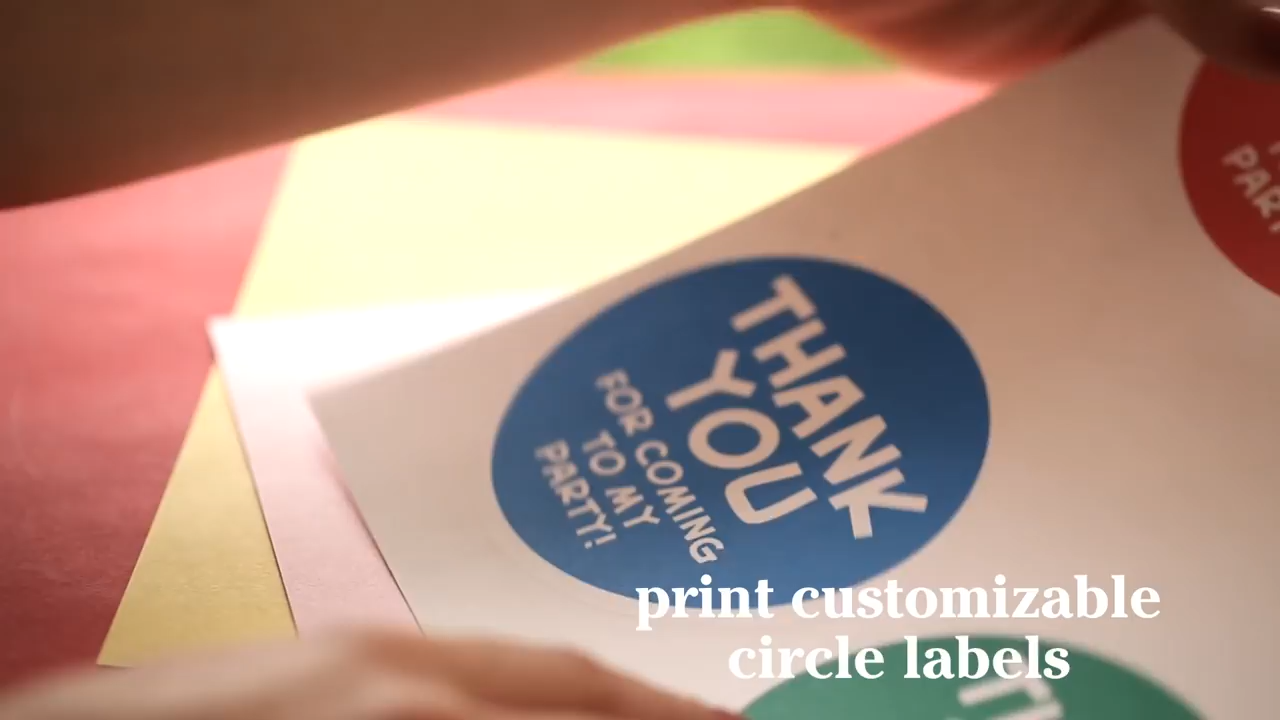 THANK
YOU
FOR COMING
TO MY
PARTY!
print customizable
circle labels